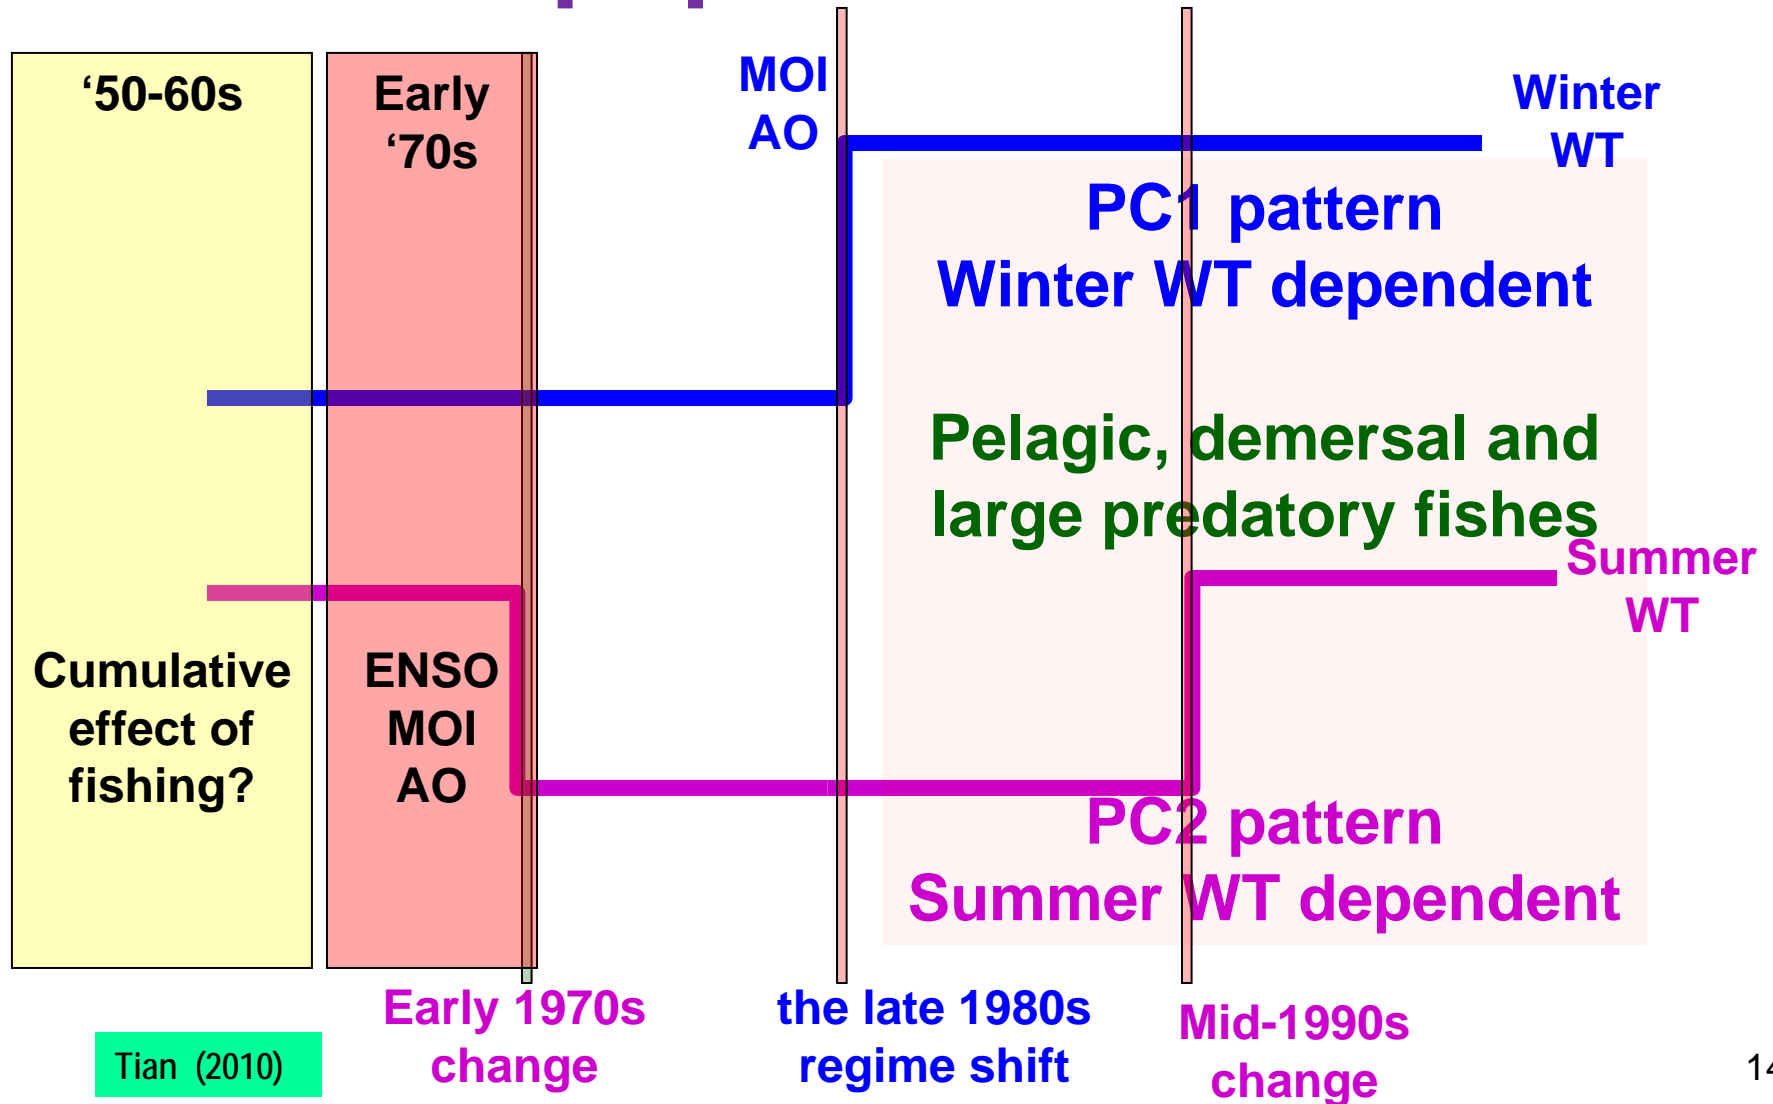 ‘50-60s
Early
‘70s
MOI
AO
Winter
WT
PC1 pattern
Winter WT dependent
Pelagic, demersal and
large predatory fishes
Summer
WT
Cumulative
effect of
fishing?
ENSO
MOI
AO
PC2 pattern
Summer WT dependent
Early 1970s
change
the late 1980s
regime shift
Mid-1990s
change
Tian (2010)
14